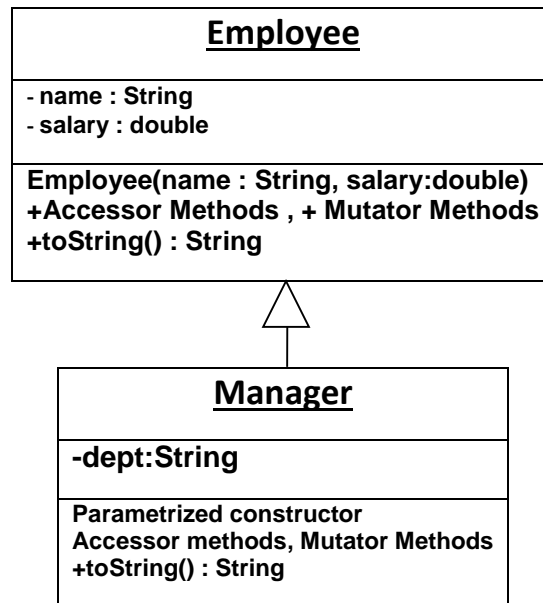 Employee
- name : String
- salary : double
Employee(name : String, salary:double)
+Accessor Methods , + Mutator Methods
+toString() : String
Manager
-dept:String
Parametrized constructor
Accessor methods, Mutator Methods
+toString() : String